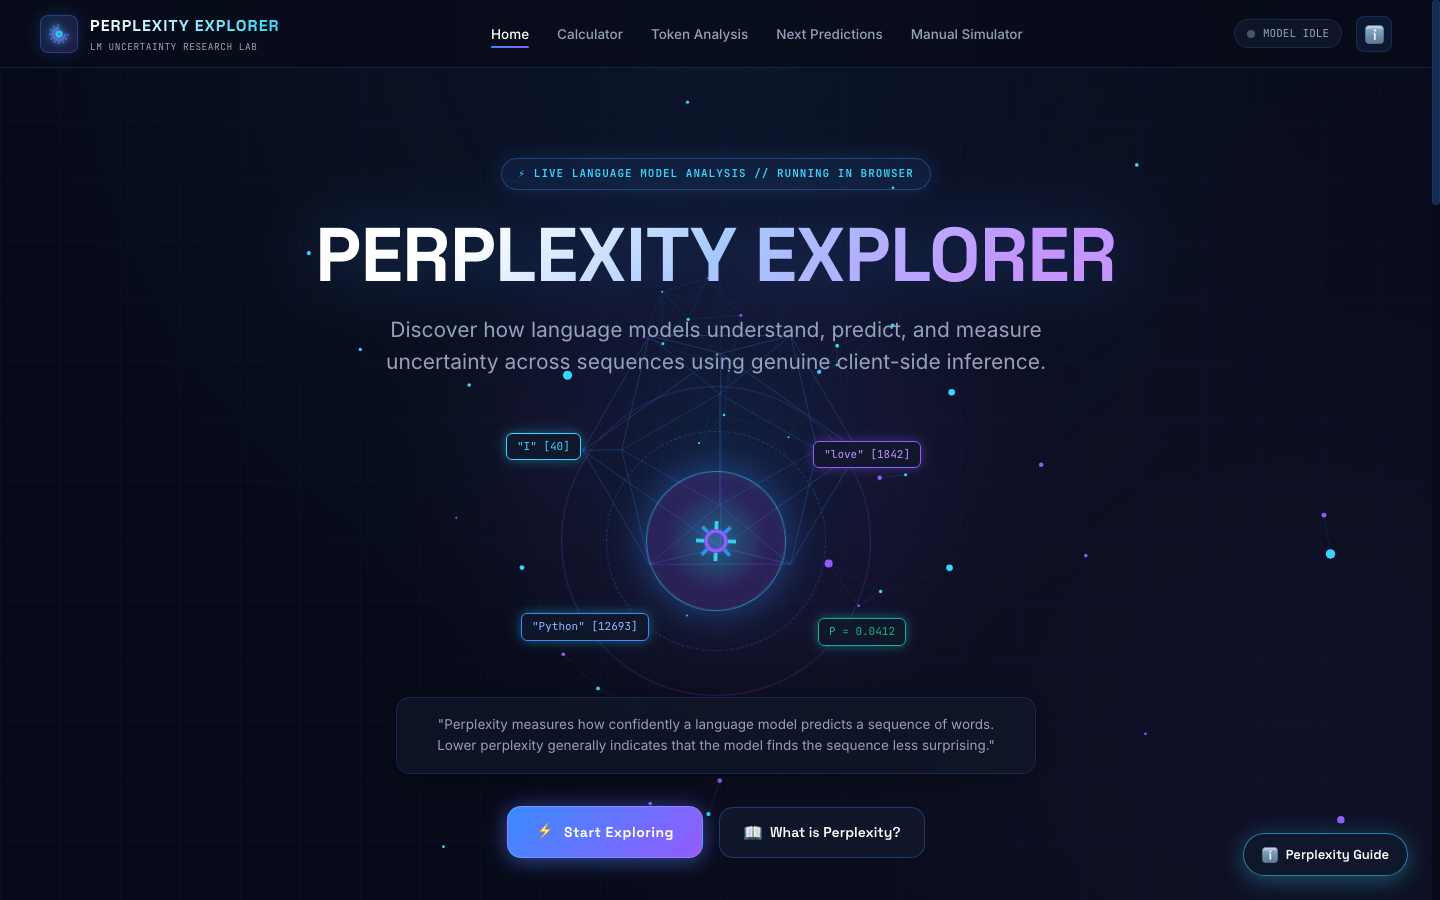 PERPLEXITY EXPLORER
LM UNCERTAINTY RESEARCH LAB
Home
Calculator
Token Analysis
Next Predictions
Manual Simulator
MODEL IDLE
⚡ LIVE LANGUAGE MODEL ANALYSIS // RUNNING IN BROWSER
PERPLEXITY EXPLORER
Discover how language models understand, predict, and measure
uncertainty across sequences using genuine client-side inference.
"I" [40]
"love" [1842]
"Python" [12693]
P = 0.0412
"Perplexity measures how confidently a language model predicts a sequence of words.
Lower perplexity generally indicates that the model finds the sequence less surprising."
⚡ Start Exploring
📖 What is Perplexity?
ℹ️ Perplexity Guide